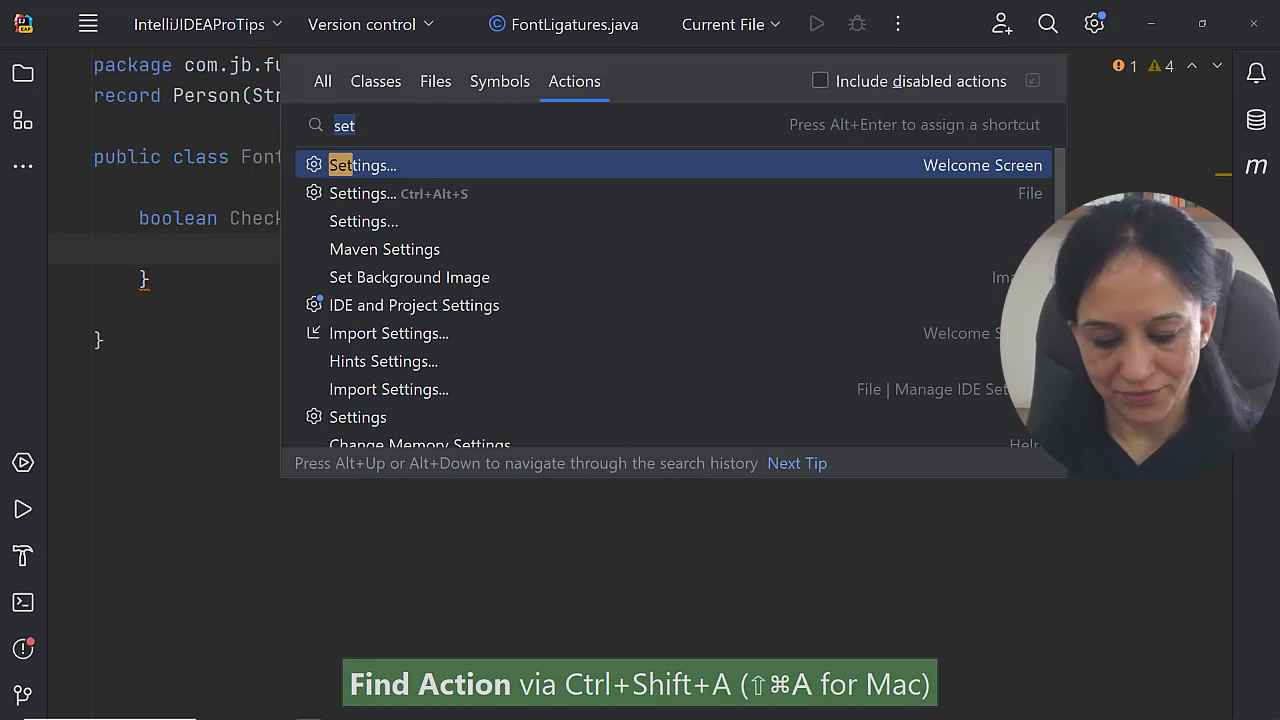 IntelliJIDEAProTips
Version control
FontLigatures.java
Current File
package com.jb.fu
record Person(Str
public class Font
boolean Check
}
}
All
Classes
Files
Symbols
Actions
Include disabled actions
1
4
set
Press Alt+Enter to assign a shortcut
Settings...
Welcome Screen
Settings... Ctrl+Alt+S
File
Settings...
Maven Settings
Set Background Image
IDE and Project Settings
Import Settings...
Hints Settings...
Import Settings...
File | Manage IDE Set
Settings
Change Memory Settings
Help
Press Alt+Up or Alt+Down to navigate through the search history
Next Tip
m
Find Action via Ctrl+Shift+A (⇧⌘A for Mac)